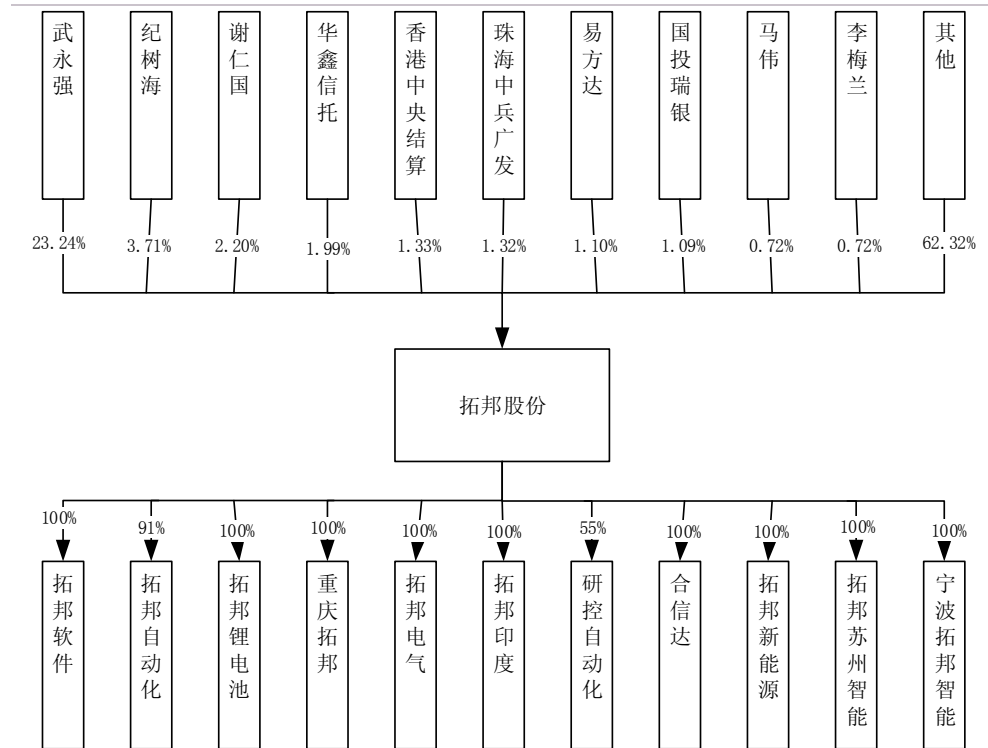 武永强
纪树海
谢仁国
华鑫信托
香港中央结算
珠海中兵广发
易方达
国投瑞银
马伟
李梅兰
其他
23.24%
3.71%
2.20%
1.99%
1.33%
1.32%
1.10%
1.09%
0.72%
0.72%
62.32%
拓邦股份
100%
91%
100%
100%
100%
100%
55%
100%
100%
100%
100%
拓邦软件
拓邦自动化
拓邦锂电池
重庆拓邦
拓邦电气
拓邦印度
研控自动化
合信达
拓邦新能源
拓邦苏州智能
宁波拓邦智能